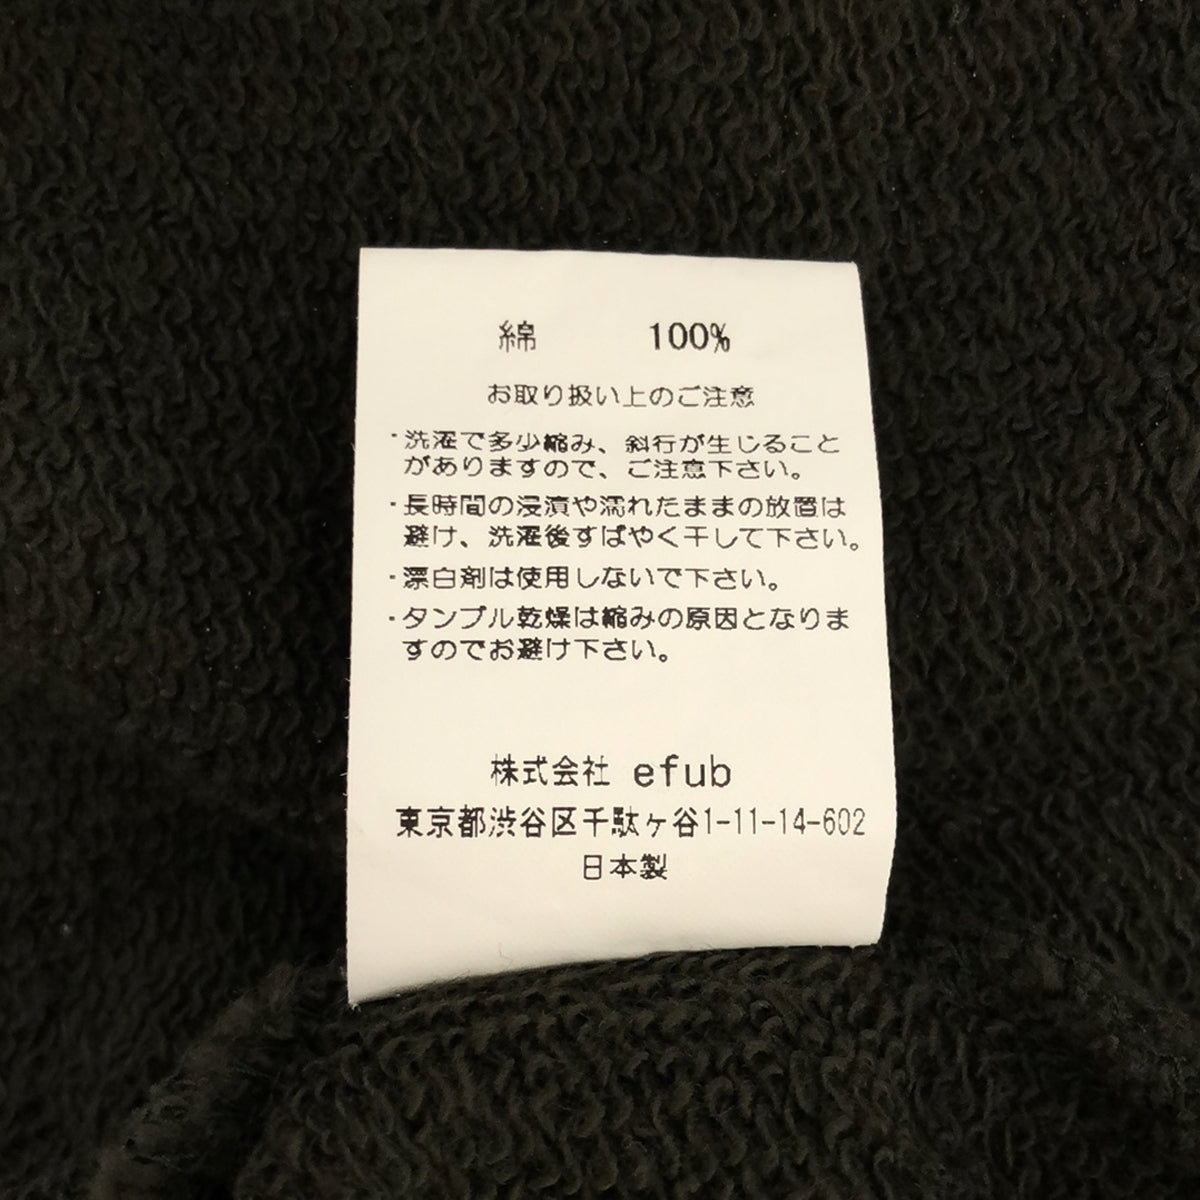 綿 100%
お取り扱い上のご注意
・洗濯で多少縮み、斜行が生じること
がありますので、ご注意下さい。
・長時間の浸漬や濡れたままの放置は
避け、洗濯後すばやく干して下さい。
・漂白剤は使用しないで下さい。
・タンブル乾燥は縮みの原因となりま
すのでお避け下さい。
株式会社 efub
東京都渋谷区千駄ヶ谷1-11-14-602
日本製